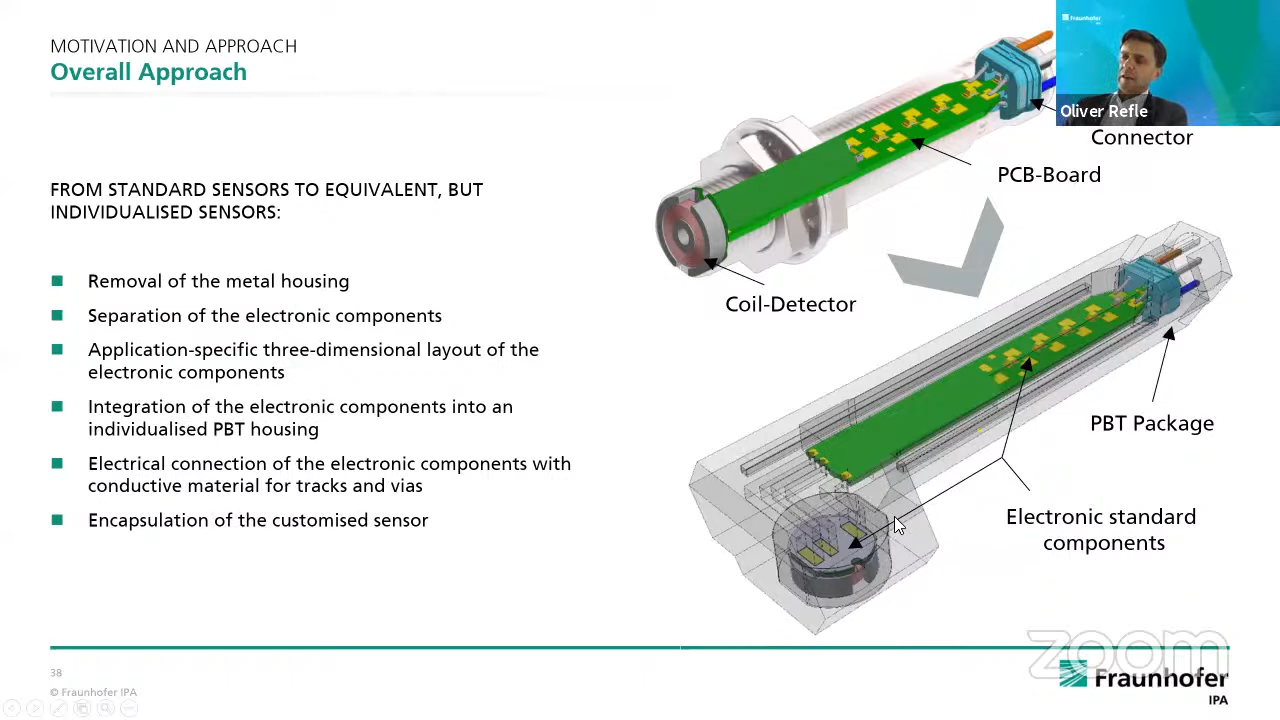 MOTIVATION AND APPROACH
Overall Approach
FROM STANDARD SENSORS TO EQUIVALENT, BUT
INDIVIDUALISED SENSORS:
Removal of the metal housing
Separation of the electronic components
Application-specific three-dimensional layout of the
electronic components
Integration of the electronic components into an
individualised PBT housing
Electrical connection of the electronic components with
conductive material for tracks and vias
Encapsulation of the customised sensor
Fraunhofer
Oliver Refle
Connector
PCB-Board
Coil-Detector
PBT Package
Electronic standard
components
zoom
Fraunhofer
IPA
38
© Fraunhofer IPA